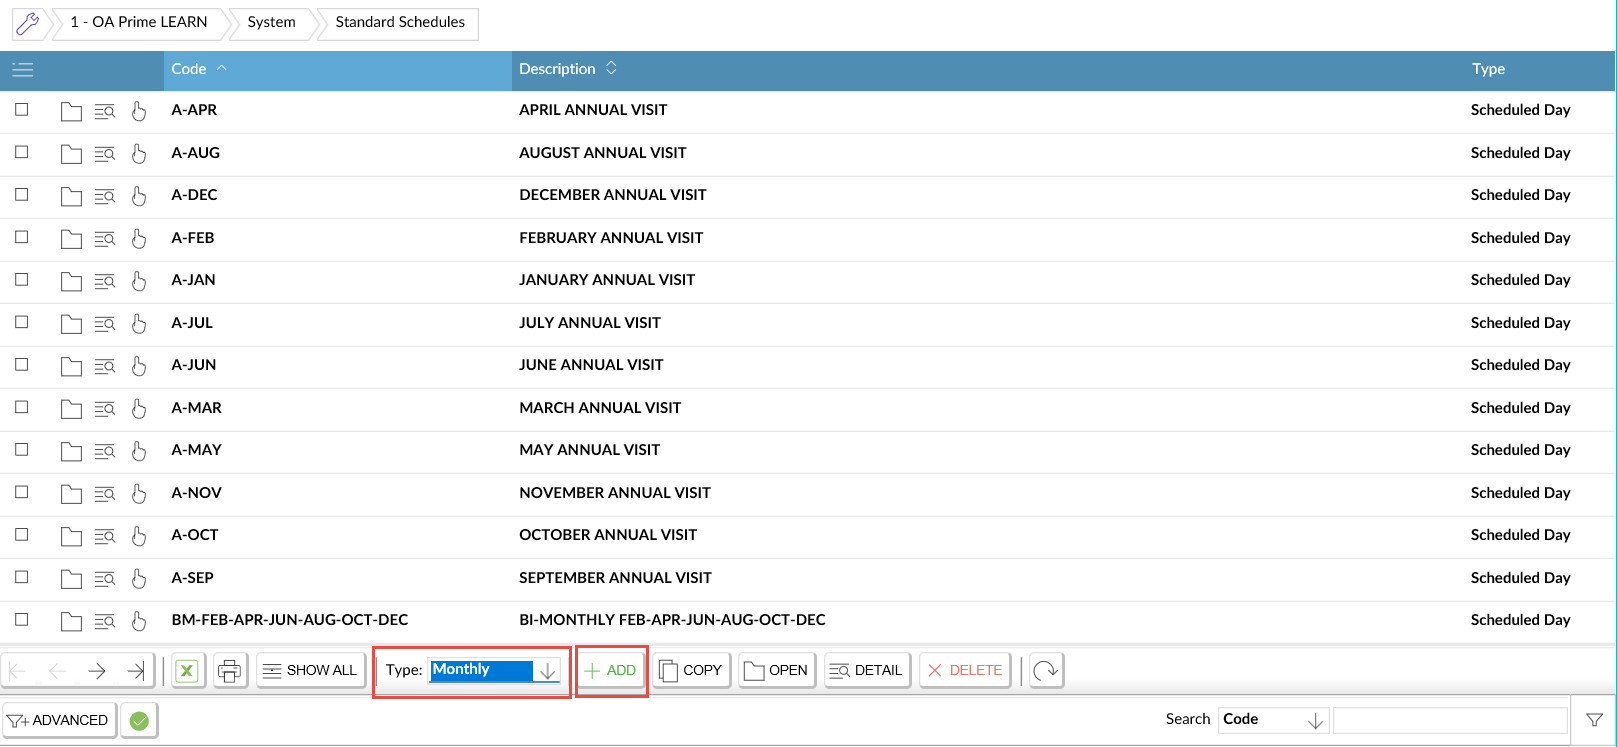 1 - OA Prime LEARN System Standard Schedules
Code Description Type
A-APR APRIL ANNUAL VISIT Scheduled Day
A-AUG AUGUST ANNUAL VISIT Scheduled Day
A-DEC DECEMBER ANNUAL VISIT Scheduled Day
A-FEB FEBRUARY ANNUAL VISIT Scheduled Day
A-JAN JANUARY ANNUAL VISIT Scheduled Day
A-JUL JULY ANNUAL VISIT Scheduled Day
A-JUN JUNE ANNUAL VISIT Scheduled Day
A-MAR MARCH ANNUAL VISIT Scheduled Day
A-MAY MAY ANNUAL VISIT Scheduled Day
A-NOV NOVEMBER ANNUAL VISIT Scheduled Day
A-OCT OCTOBER ANNUAL VISIT Scheduled Day
A-SEP SEPTEMBER ANNUAL VISIT Scheduled Day
BM-FEB-APR-JUN-AUG-OCT-DEC BI-MONTHLY FEB-APR-JUN-AUG-OCT-DEC Scheduled Day
SHOW ALL Type: Monthly ADD COPY OPEN DETAIL DELETE
ADVANCED Search Code